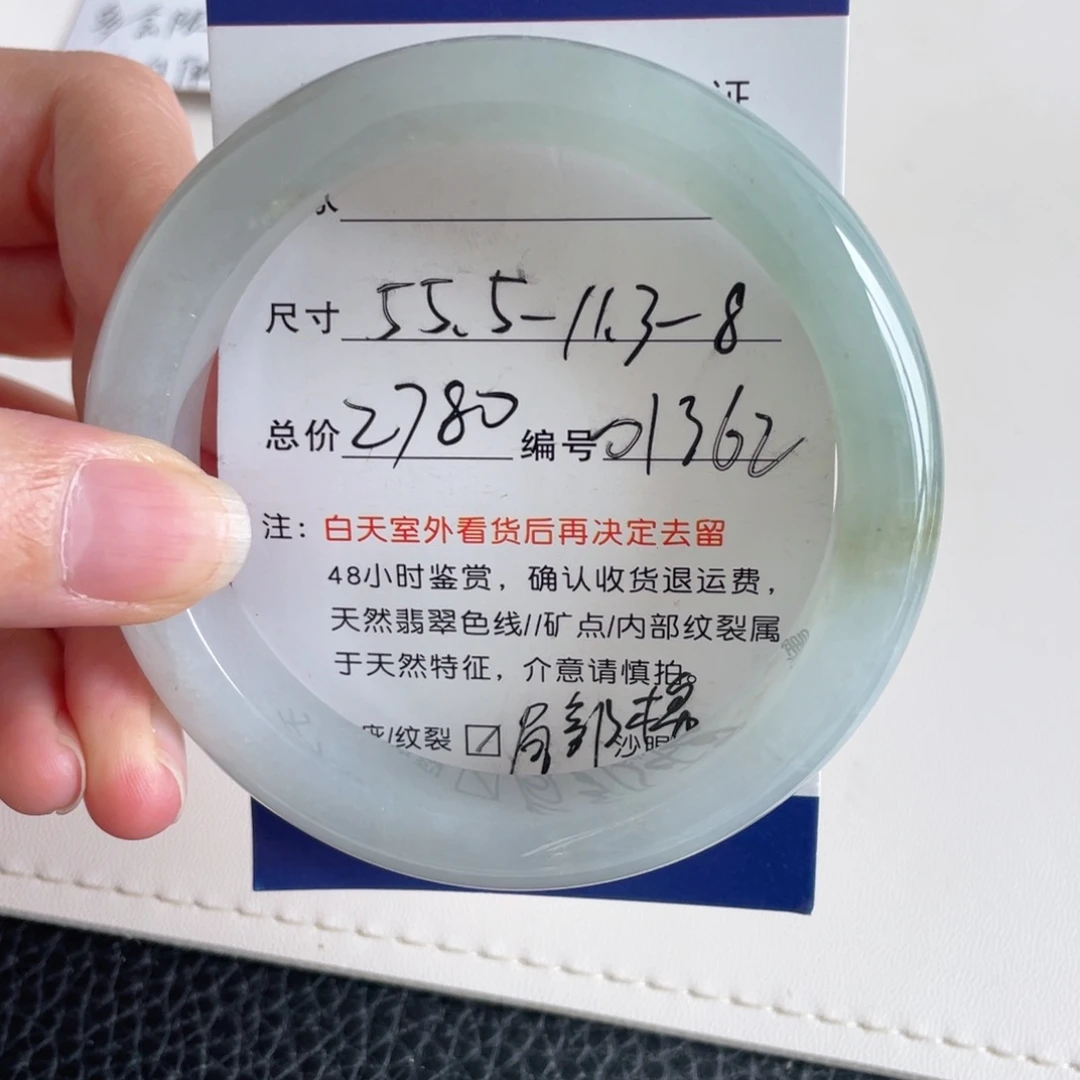 证
尺寸 55.5-11.3-8
总价 2780 编号 01362
注：白天室外看货后再决定去留
48小时鉴赏，确认收货退运费，
天然翡翠色线//矿点/内部纹裂属
于天然特征，介意请慎拍。
/纹裂 局部棉